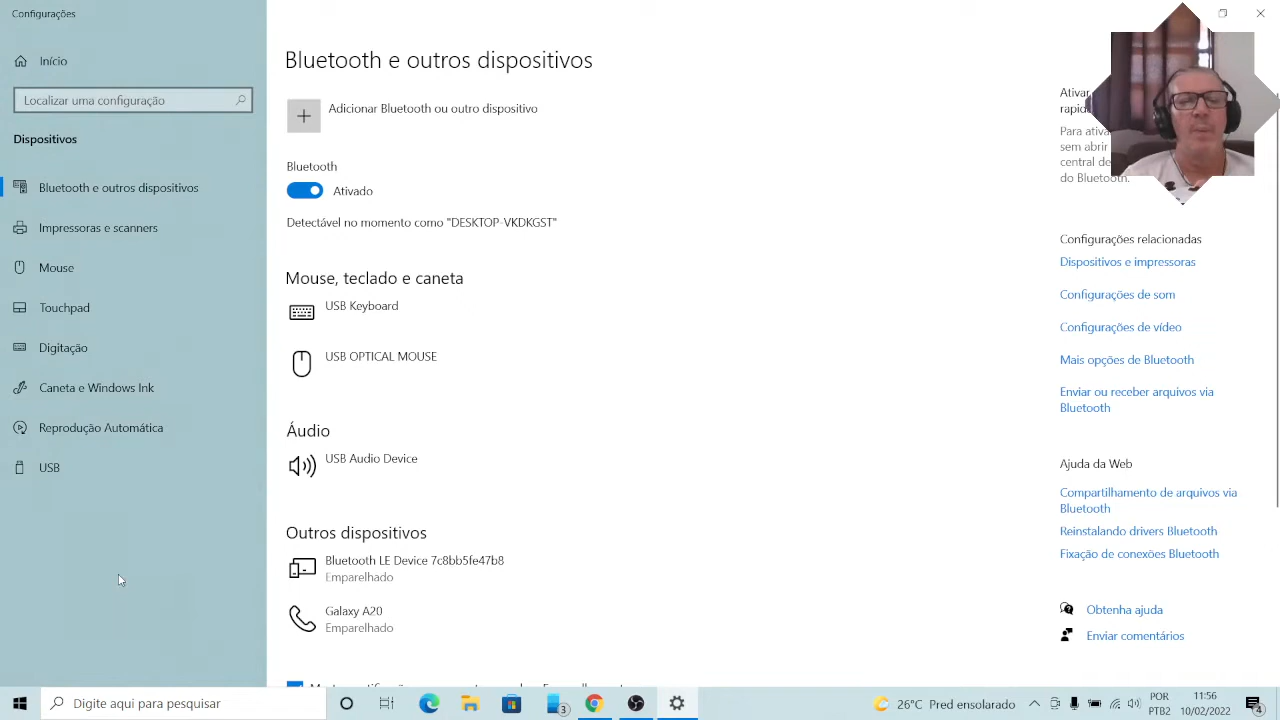 Configurações
Início
Localizar uma configuração
Dispositivos
Bluetooth e outros dispositivos
Impressoras e scanners
Mouse
Touchpad
Digitação
Caneta e Windows Ink
Reprodução Automática
USB
Bluetooth e outros dispositivos
Adicionar Bluetooth ou outro dispositivo
Bluetooth
Ativado
Detectável no momento como "DESKTOP-VKDKGST"
Mouse, teclado e caneta
USB Keyboard
USB OPTICAL MOUSE
Áudio
USB Audio Device
Outros dispositivos
Bluetooth LE Device 7c8bb5fe47b8
Emparelhado
Galaxy A20
Emparelhado
Ativar
Para ativa
sem abrir
central de
do Bluetooth.
Configurações relacionadas
Dispositivos e impressoras
Configurações de som
Configurações de vídeo
Mais opções de Bluetooth
Enviar ou receber arquivos via
Bluetooth
Ajuda da Web
Compartilhamento de arquivos via
Bluetooth
Reinstalando drivers Bluetooth
Fixação de conexões Bluetooth
Obtenha ajuda
Enviar comentários
Digite aqui para pesquisar
3
26°C Pred ensolarado
POR
PTB2
11:56
10/02/2022
4